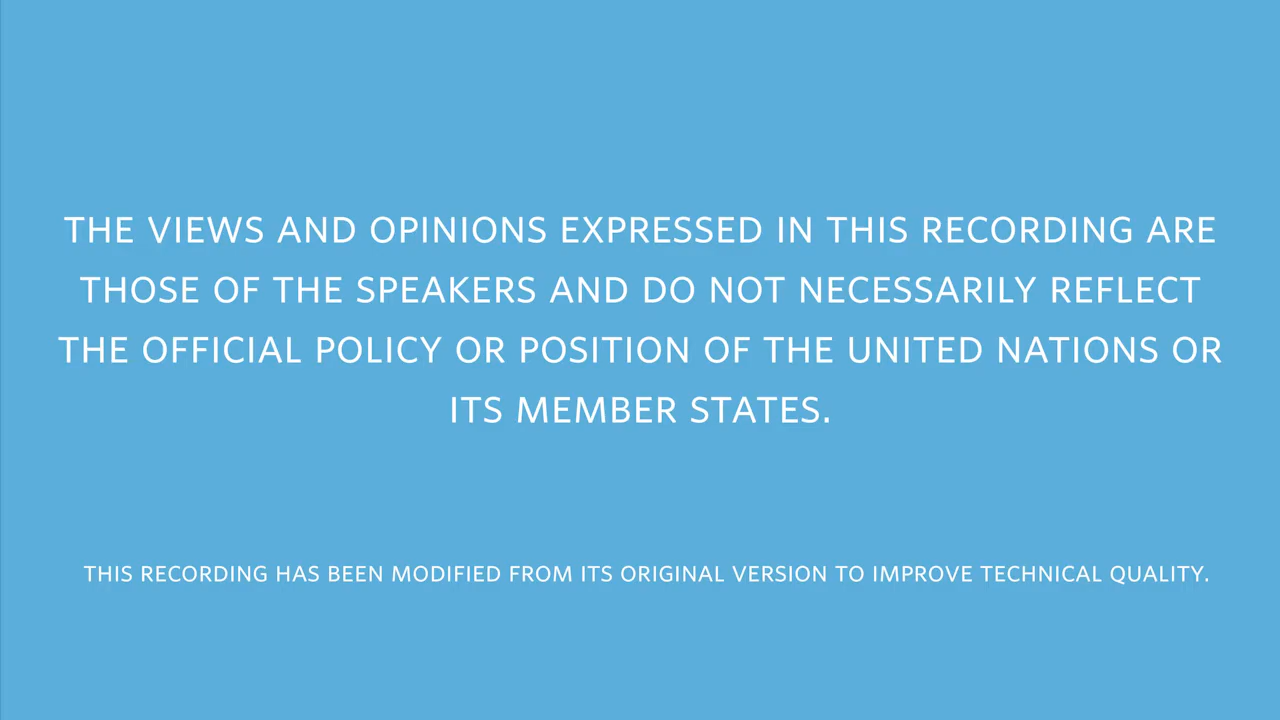 THE VIEWS AND OPINIONS EXPRESSED IN THIS RECORDING ARE
THOSE OF THE SPEAKERS AND DO NOT NECESSARILY REFLECT
THE OFFICIAL POLICY OR POSITION OF THE UNITED NATIONS OR
ITS MEMBER STATES.
THIS RECORDING HAS BEEN MODIFIED FROM ITS ORIGINAL VERSION TO IMPROVE TECHNICAL QUALITY.